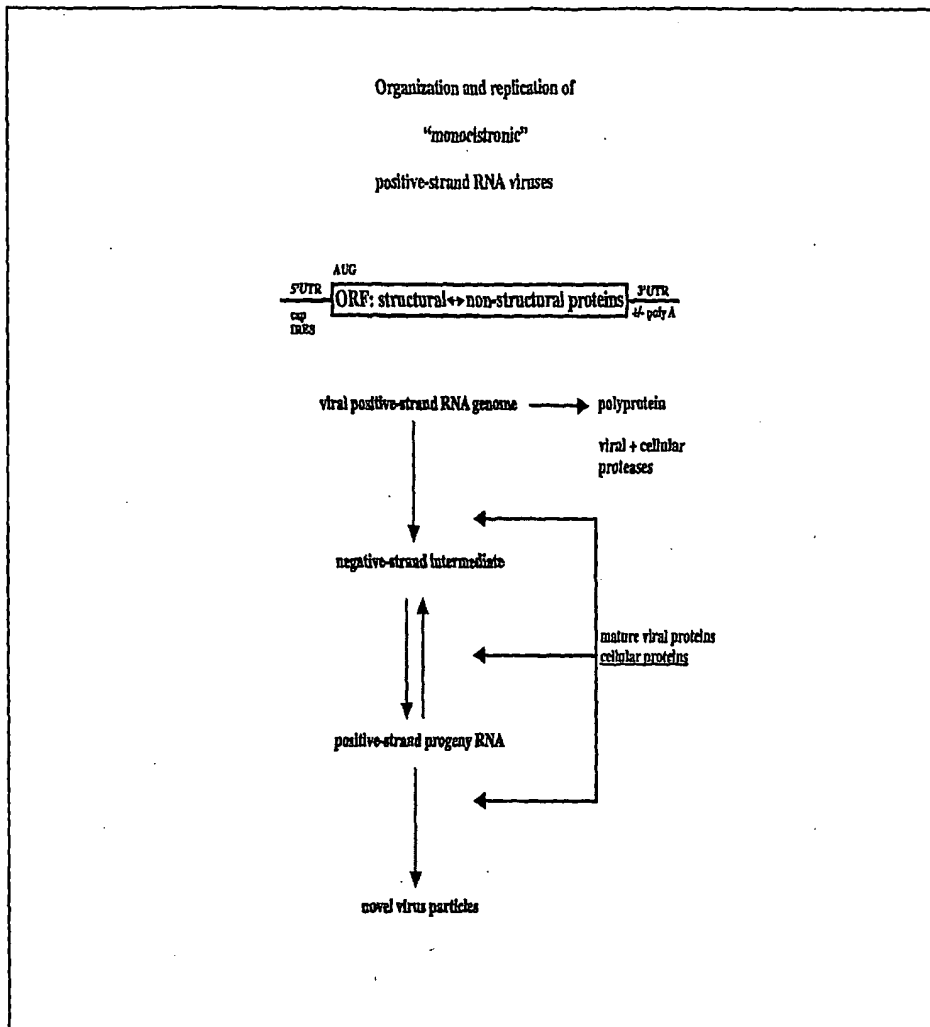 Organization and replication of
“monocistronic”
positive-strand RNA viruses
AUG
5'UTR
ORF: structural↔non-structural proteins
3'UTR
cap
IRES
+/- poly A
viral positive-strand RNA genome
polyprotein
viral + cellular
proteases
negative-strand intermediate
mature viral proteins
cellular proteins
positive-strand progeny RNA
novel virus particles